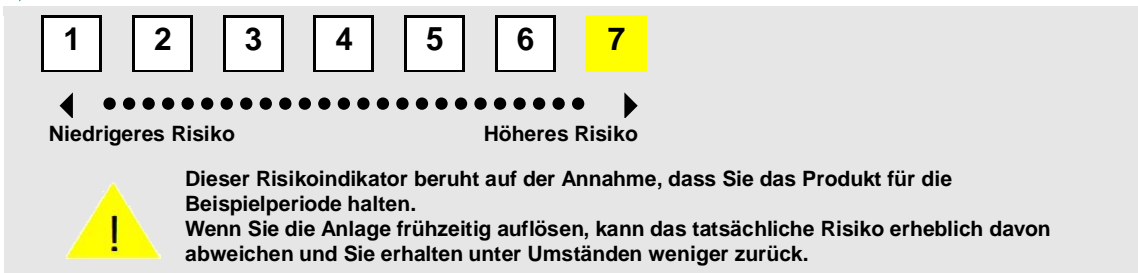 1 2 3 4 5 6 7
Niedrigeres Risiko Höheres Risiko
Dieser Risikoindikator beruht auf der Annahme, dass Sie das Produkt für die
Beispielperiode halten.
Wenn Sie die Anlage frühzeitig auflösen, kann das tatsächliche Risiko erheblich davon
abweichen und Sie erhalten unter Umständen weniger zurück.
!